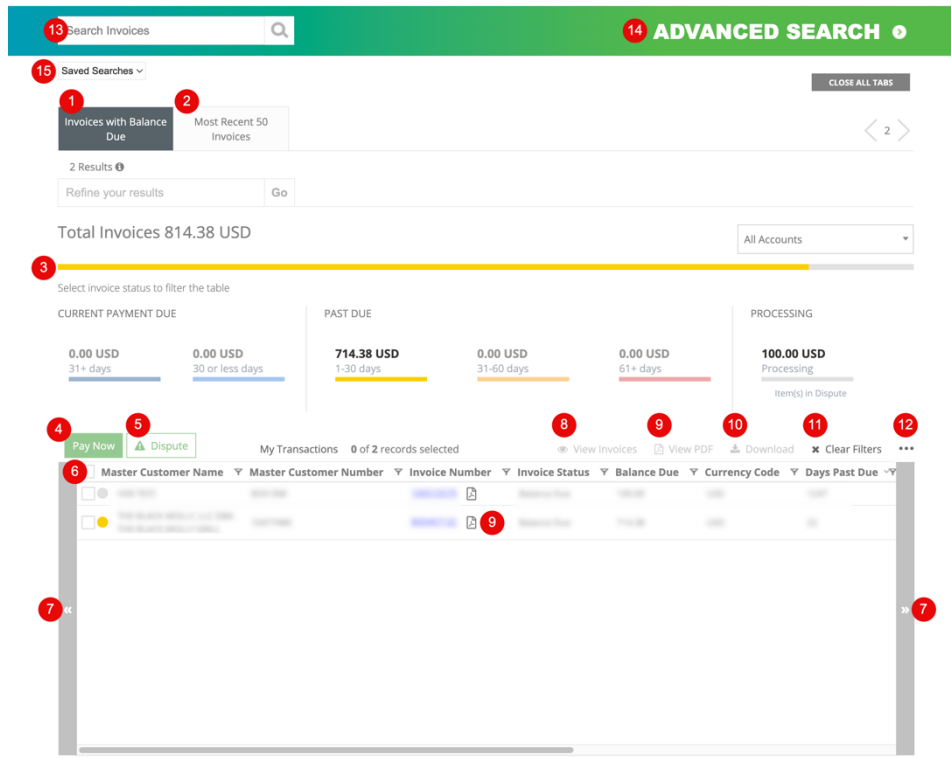 13 Search Invoices
14 ADVANCED SEARCH
15 Saved Searches
CLOSE ALL TABS
1 2
Invoices with Balance Due
Most Recent 50 Invoices
2
2 Results
Refine your results Go
Total Invoices 814.38 USD
All Accounts
3
Select invoice status to filter the table
CURRENT PAYMENT DUE PAST DUE PROCESSING
0.00 USD 0.00 USD 714.38 USD 0.00 USD 0.00 USD 100.00 USD
31+ days 30 or less days 1-30 days 31-60 days 61+ days Processing
Item(s) in Dispute
4 5 8 9 10 11 12
Pay Now Dispute My Transactions 0 of 2 records selected View Invoices View PDF Download Clear Filters
6 Master Customer Name Master Customer Number Invoice Number Invoice Status Balance Due Currency Code Days Past Due
9
7 7